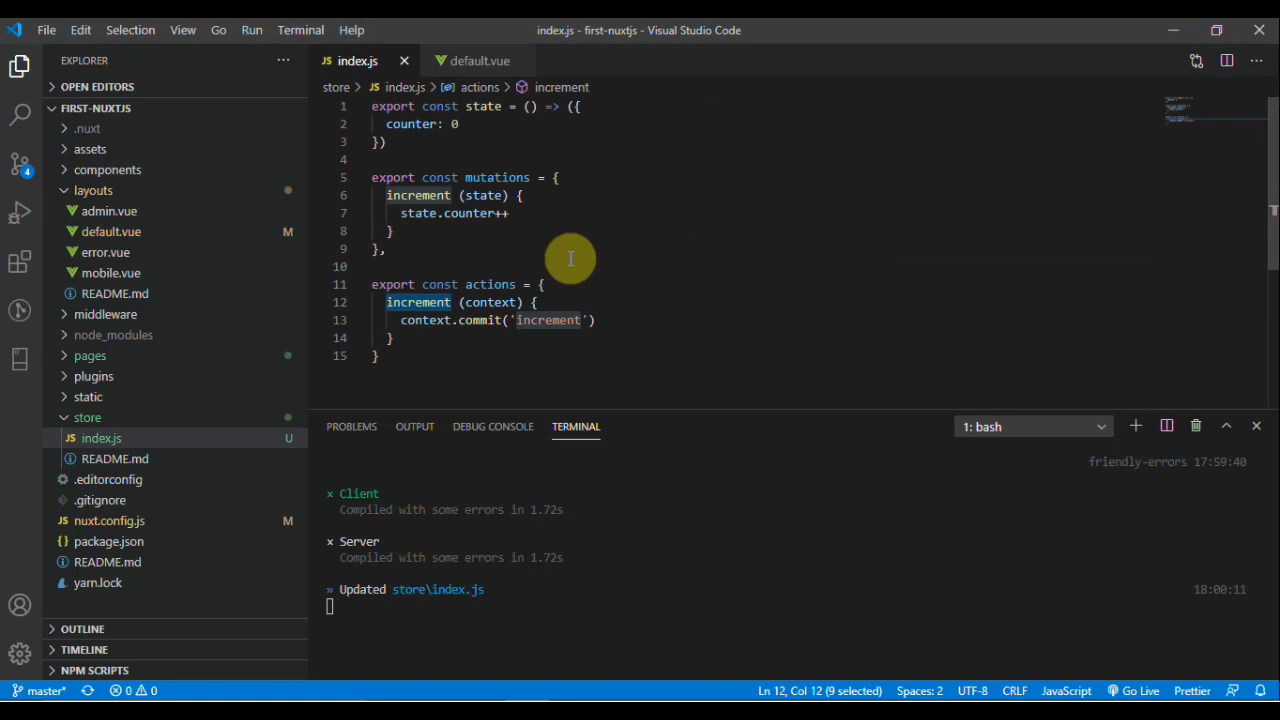 File Edit Selection View Go Run Terminal Help index.js - first-nuxtjs - Visual Studio Code
EXPLORER
OPEN EDITORS
FIRST-NUXTJS
.nuxt
assets
components
layouts
admin.vue
default.vue M
error.vue
mobile.vue
README.md
middleware
node_modules
pages
plugins
static
store
JS index.js U
README.md
.editorconfig
.gitignore
JS nuxt.config.js M
{} package.json
README.md
yarn.lock
OUTLINE
TIMELINE
NPM SCRIPTS
4
JS index.js default.vue
store > JS index.js > actions > increment
1 export const state = () => ({
2 counter: 0
3 })
4
5 export const mutations = {
6 increment (state) {
7 state.counter++
8 }
9 },
10
11 export const actions = {
12 increment (context) {
13 context.commit('increment')
14 }
15 }
PROBLEMS OUTPUT DEBUG CONSOLE TERMINAL 1: bash
friendly-errors 17:59:40
x Client
Compiled with some errors in 1.72s
x Server
Compiled with some errors in 1.72s
» Updated store\index.js 18:00:11
master* 0 0 Ln 12, Col 12 (9 selected) Spaces: 2 UTF-8 CRLF JavaScript Go Live Prettier